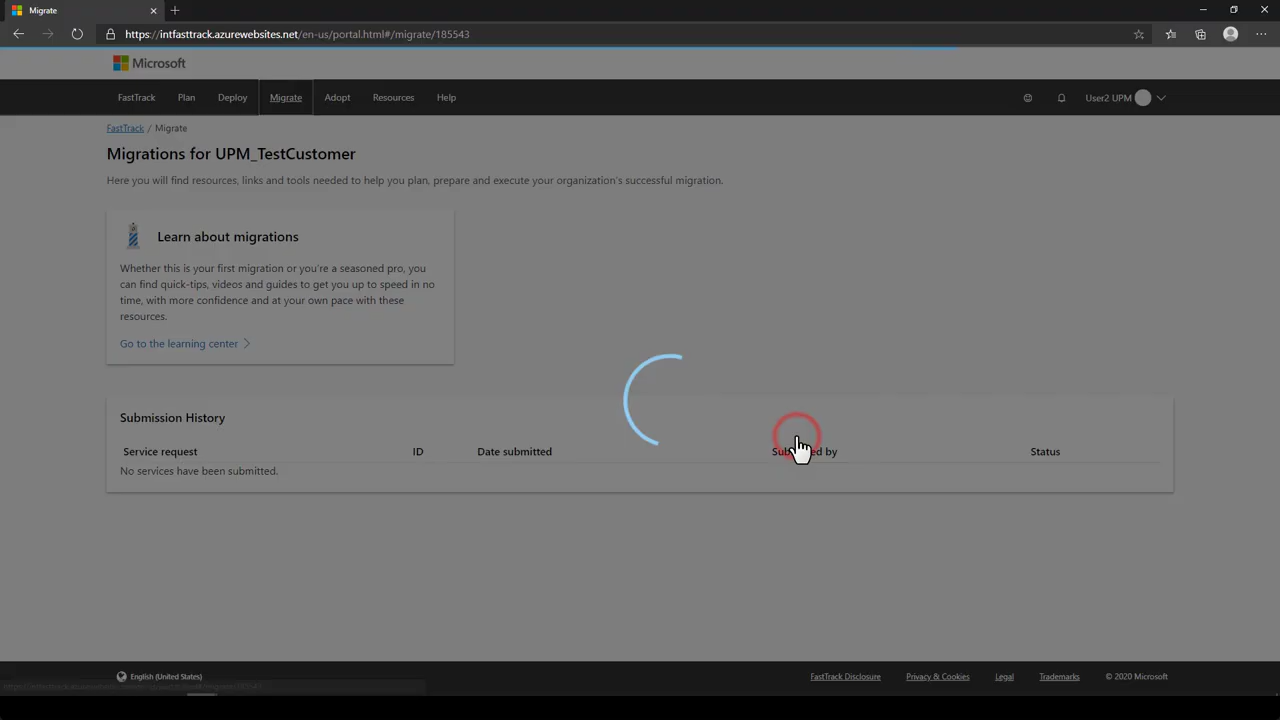 Migrate
https://intfasttrack.azurewebsites.net/en-us/portal.html#/migrate/185543
Microsoft
FastTrack Plan Deploy Migrate Adopt Resources Help User2 UPM
FastTrack / Migrate
Migrations for UPM_TestCustomer
Here you will find resources, links and tools needed to help you plan, prepare and execute your organization's successful migration.
Learn about migrations
Whether this is your first migration or you're a seasoned pro, you
can find quick-tips, videos and guides to get you up to speed in no
time, with more confidence and at your own pace with these
resources.
Go to the learning center
Submission History
Service request ID Date submitted Submitted by Status
No services have been submitted.
English (United States) FastTrack Disclosure Privacy & Cookies Legal Trademarks © 2020 Microsoft